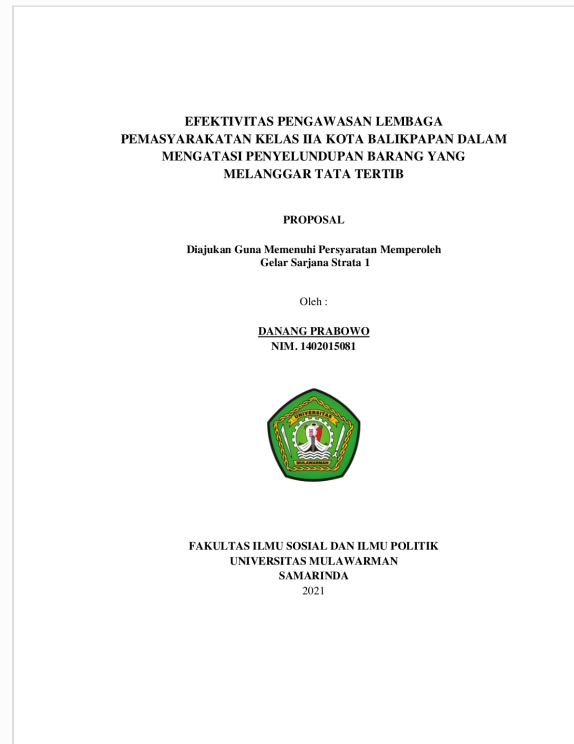 EFEKTIVITAS PENGAWASAN LEMBAGA
PEMASYARAKATAN KELAS IIA KOTA BALIKPAPAN DALAM
MENGATASI PENYELUNDUPAN BARANG YANG
MELANGGAR TATA TERTIB
PROPOSAL
Diajukan Guna Memenuhi Persyaratan Memperoleh
Gelar Sarjana Strata 1
Oleh :
DANANG PRABOWO
NIM. 1402015081
UNIVERSITAS
MULAWARMAN
FAKULTAS ILMU SOSIAL DAN ILMU POLITIK
UNIVERSITAS MULAWARMAN
SAMARINDA
2021